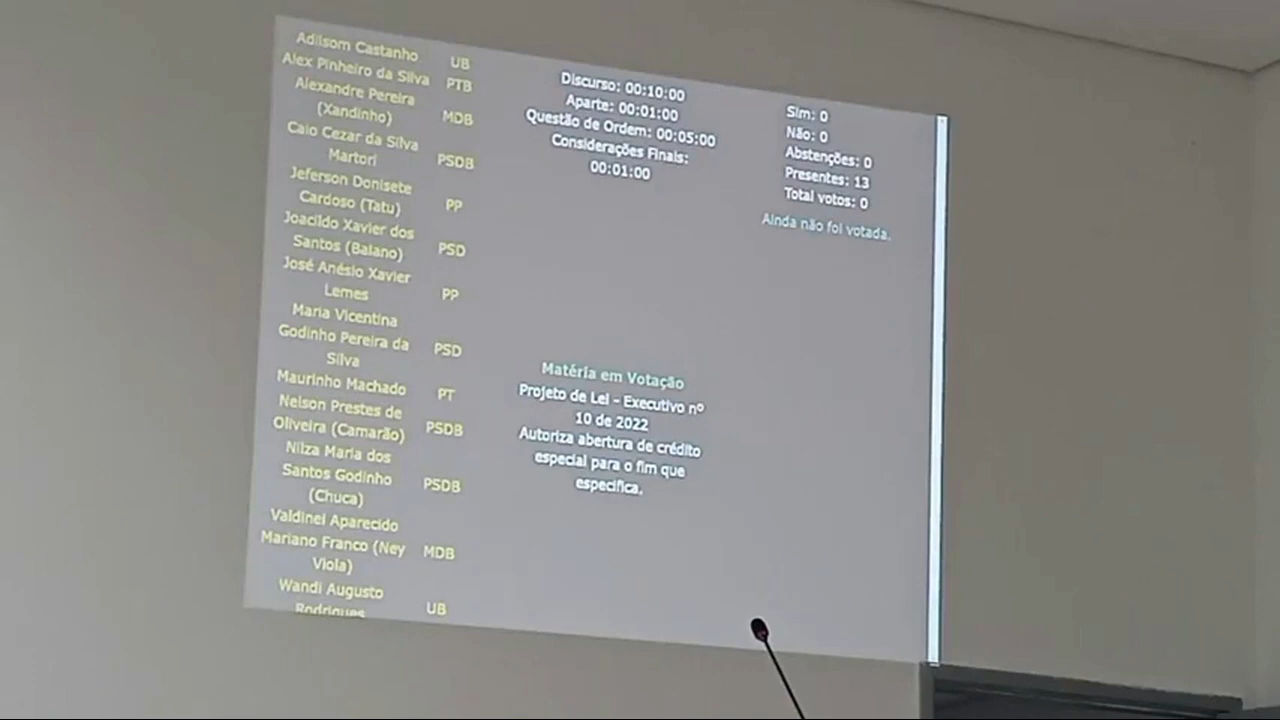 Adilsom Castanho UB
Alex Pinheiro da Silva PTB
Alexandre Pereira
(Xandinho) MDB
Caio Cezar da Silva
Martori PSDB
Jeferson Donisete
Cardoso (Tatu) PP
Joacildo Xavier dos
Santos (Baiano) PSD
José Anésio Xavier
Lemes PP
Maria Vicentina
Godinho Pereira da
Silva PSD
Maurinho Machado PT
Nelson Prestes de
Oliveira (Camarão) PSDB
Nilza Maria dos
Santos Godinho
(Chuca) PSDB
Valdinei Aparecido
Mariano Franco (Ney
Viola) MDB
Wandi Augusto
Rodrigues UB
Discurso: 00:10:00
Aparte: 00:01:00
Questão de Ordem: 00:05:00
Considerações Finais:
00:01:00
Matéria em Votação
Projeto de Lei - Executivo nº
10 de 2022
Autoriza abertura de crédito
especial para o fim que
especifica.
Sim: 0
Não: 0
Abstenções: 0
Presentes: 13
Total votos: 0
Ainda não foi votada.